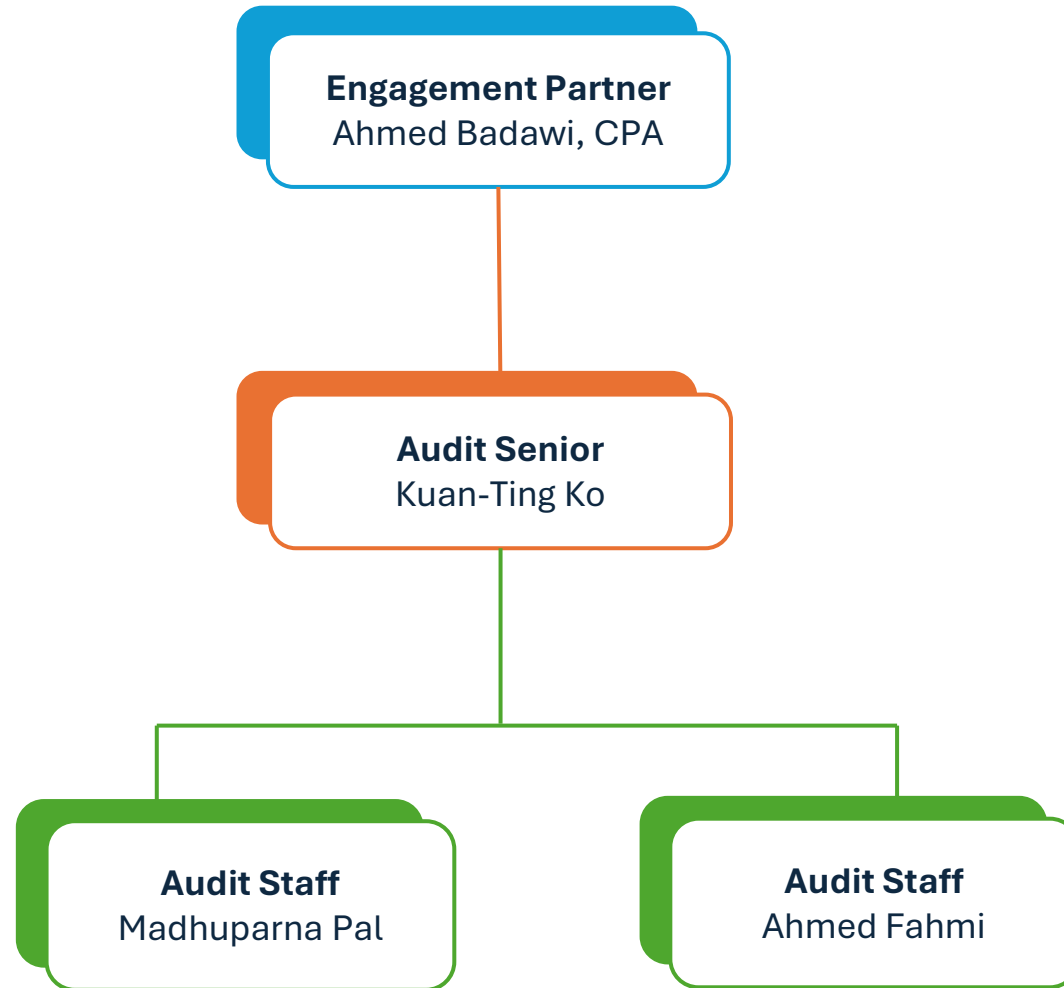 Engagement Partner
Ahmed Badawi, CPA
Audit Senior
Kuan-Ting Ko
Audit Staff
Madhuparna Pal
Audit Staff
Ahmed Fahmi